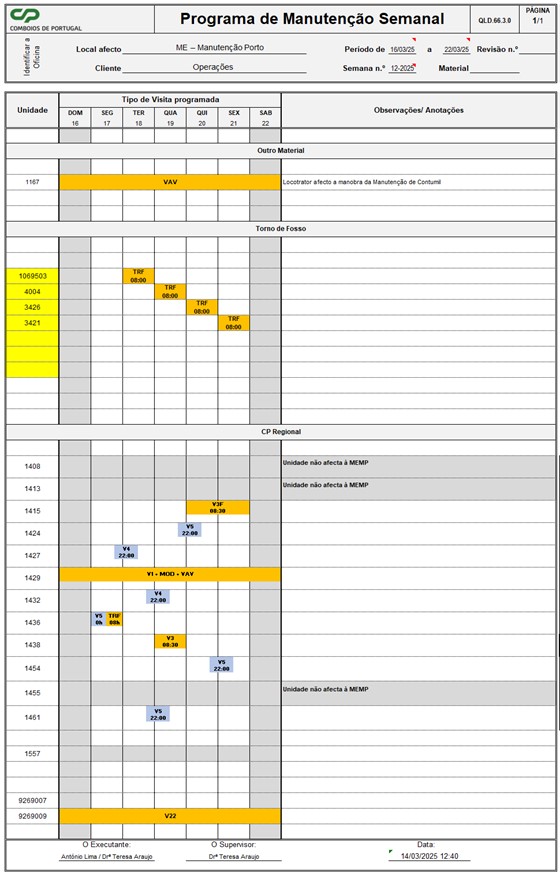 CP
COMBOIOS DE PORTUGAL
Programa de Manutenção Semanal
QLD.66.3.0
PÁGINA
1/1
Identificar a Oficina
Local afecto ME – Manutenção Porto
Período de 16/03/25 a 22/03/25 Revisão n.º
Cliente Operações
Semana n.º 12-2025 Material
Unidade
Tipo de Visita programada
Observações/ Anotações
DOM SEG TER QUA QUI SEX SAB
16 17 18 19 20 21 22
Outro Material
1167 VAV Locotrator afecto a manobra da Manutenção de Contumil
Torno de Fosso
1069503 TRF
08:00
4004 TRF
08:00
3426 TRF
08:00
3421 TRF
08:00
CP Regional
1408 Unidade não afecta à MEMP
1413 Unidade não afecta à MEMP
1415 V3F
08:30
1424 V5
22:00
1427 V4
22:00
1429 VI + MOD + VAV
1432 V4
22:00
1436 V5 TRF
0h 08h
1438 V3
08:30
1454 V5
22:00
1455 Unidade não afecta à MEMP
1461 V5
22:00
1557
9269007
9269009 V22
O Executante: O Supervisor: Data:
António Lima / Drª Teresa Araujo Drª Teresa Araujo 14/03/2025 12:40